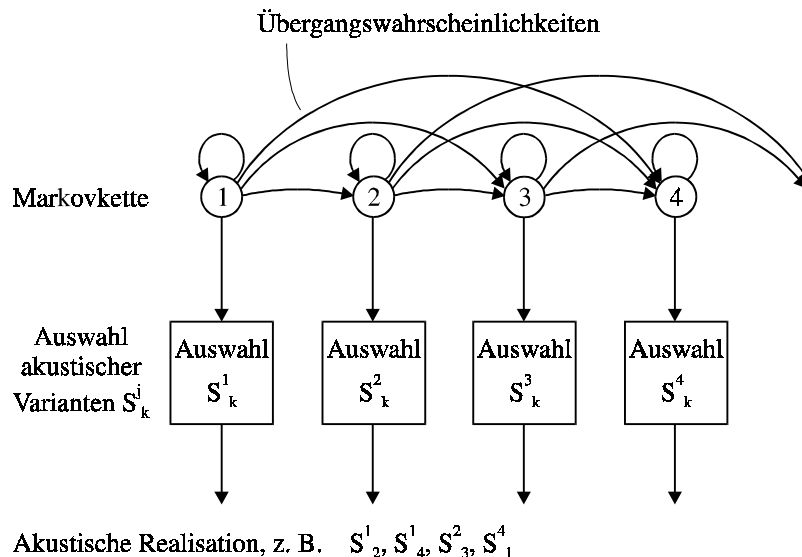 Übergangswahrscheinlichkeiten
Markovkette
1 2 3 4
Auswahl
akustischer
Varianten S^j_k
Auswahl
S^1_k
Auswahl
S^2_k
Auswahl
S^3_k
Auswahl
S^4_k
Akustische Realisation, z. B. S^1_2, S^1_4, S^2_3, S^4_1